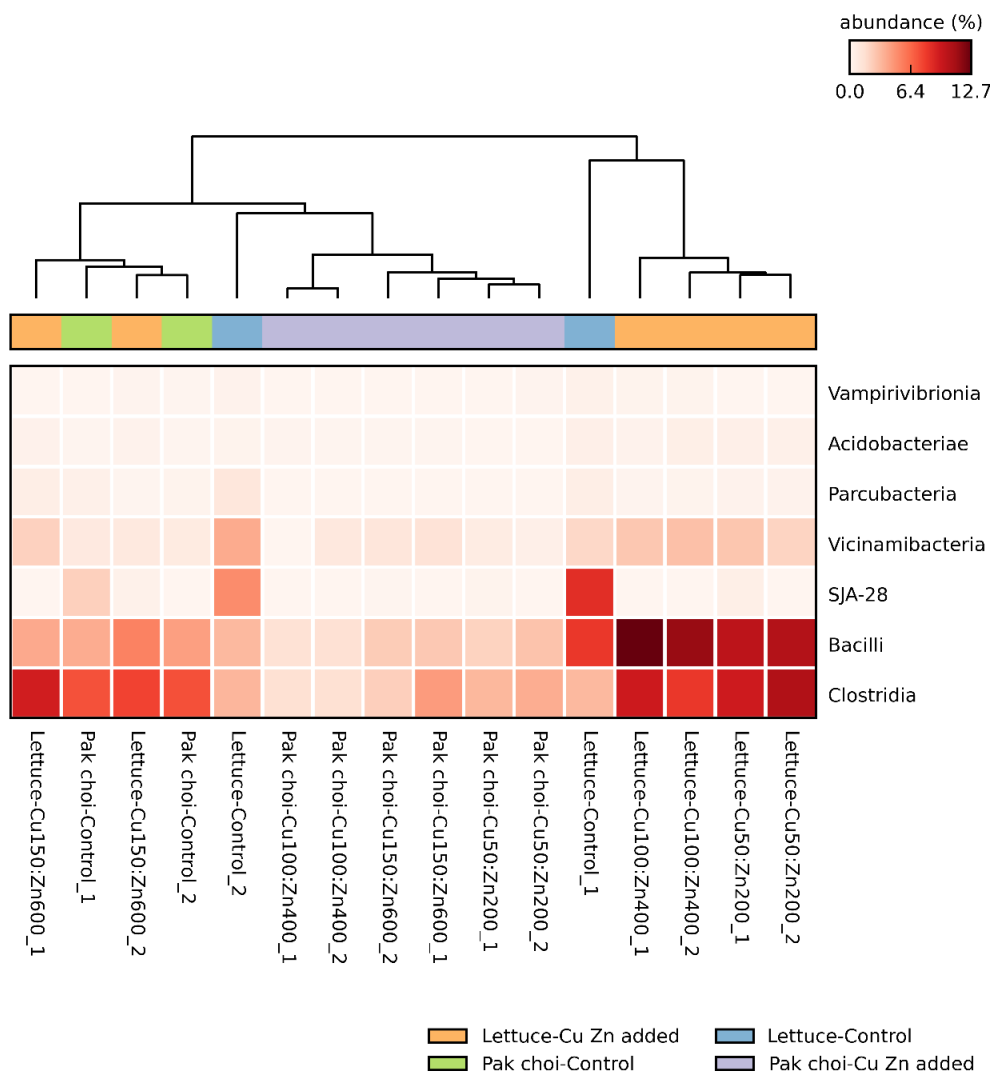 abundance (%)
0.0 6.4 12.7
Vampirivibrionia
Acidobacteriae
Parcubacteria
Vicinamibacteria
SJA-28
Bacilli
Clostridia
Lettuce-Cu150:Zn600_1
Pak choi-Control_1
Lettuce-Cu150:Zn600_2
Pak choi-Control_2
Lettuce-Control_2
Pak choi-Cu100:Zn400_1
Pak choi-Cu100:Zn400_2
Pak choi-Cu150:Zn600_2
Pak choi-Cu150:Zn600_1
Pak choi-Cu50:Zn200_1
Pak choi-Cu50:Zn200_2
Lettuce-Control_1
Lettuce-Cu100:Zn400_1
Lettuce-Cu100:Zn400_2
Lettuce-Cu50:Zn200_1
Lettuce-Cu50:Zn200_2
Lettuce-Cu Zn added
Pak choi-Control
Lettuce-Control
Pak choi-Cu Zn added